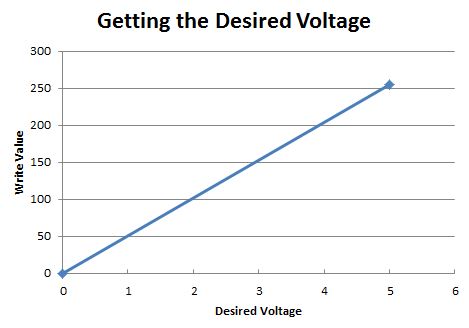 Getting the Desired Voltage
300
250
200
150
100
50
0
Write Value
0 1 2 3 4 5 6
Desired Voltage